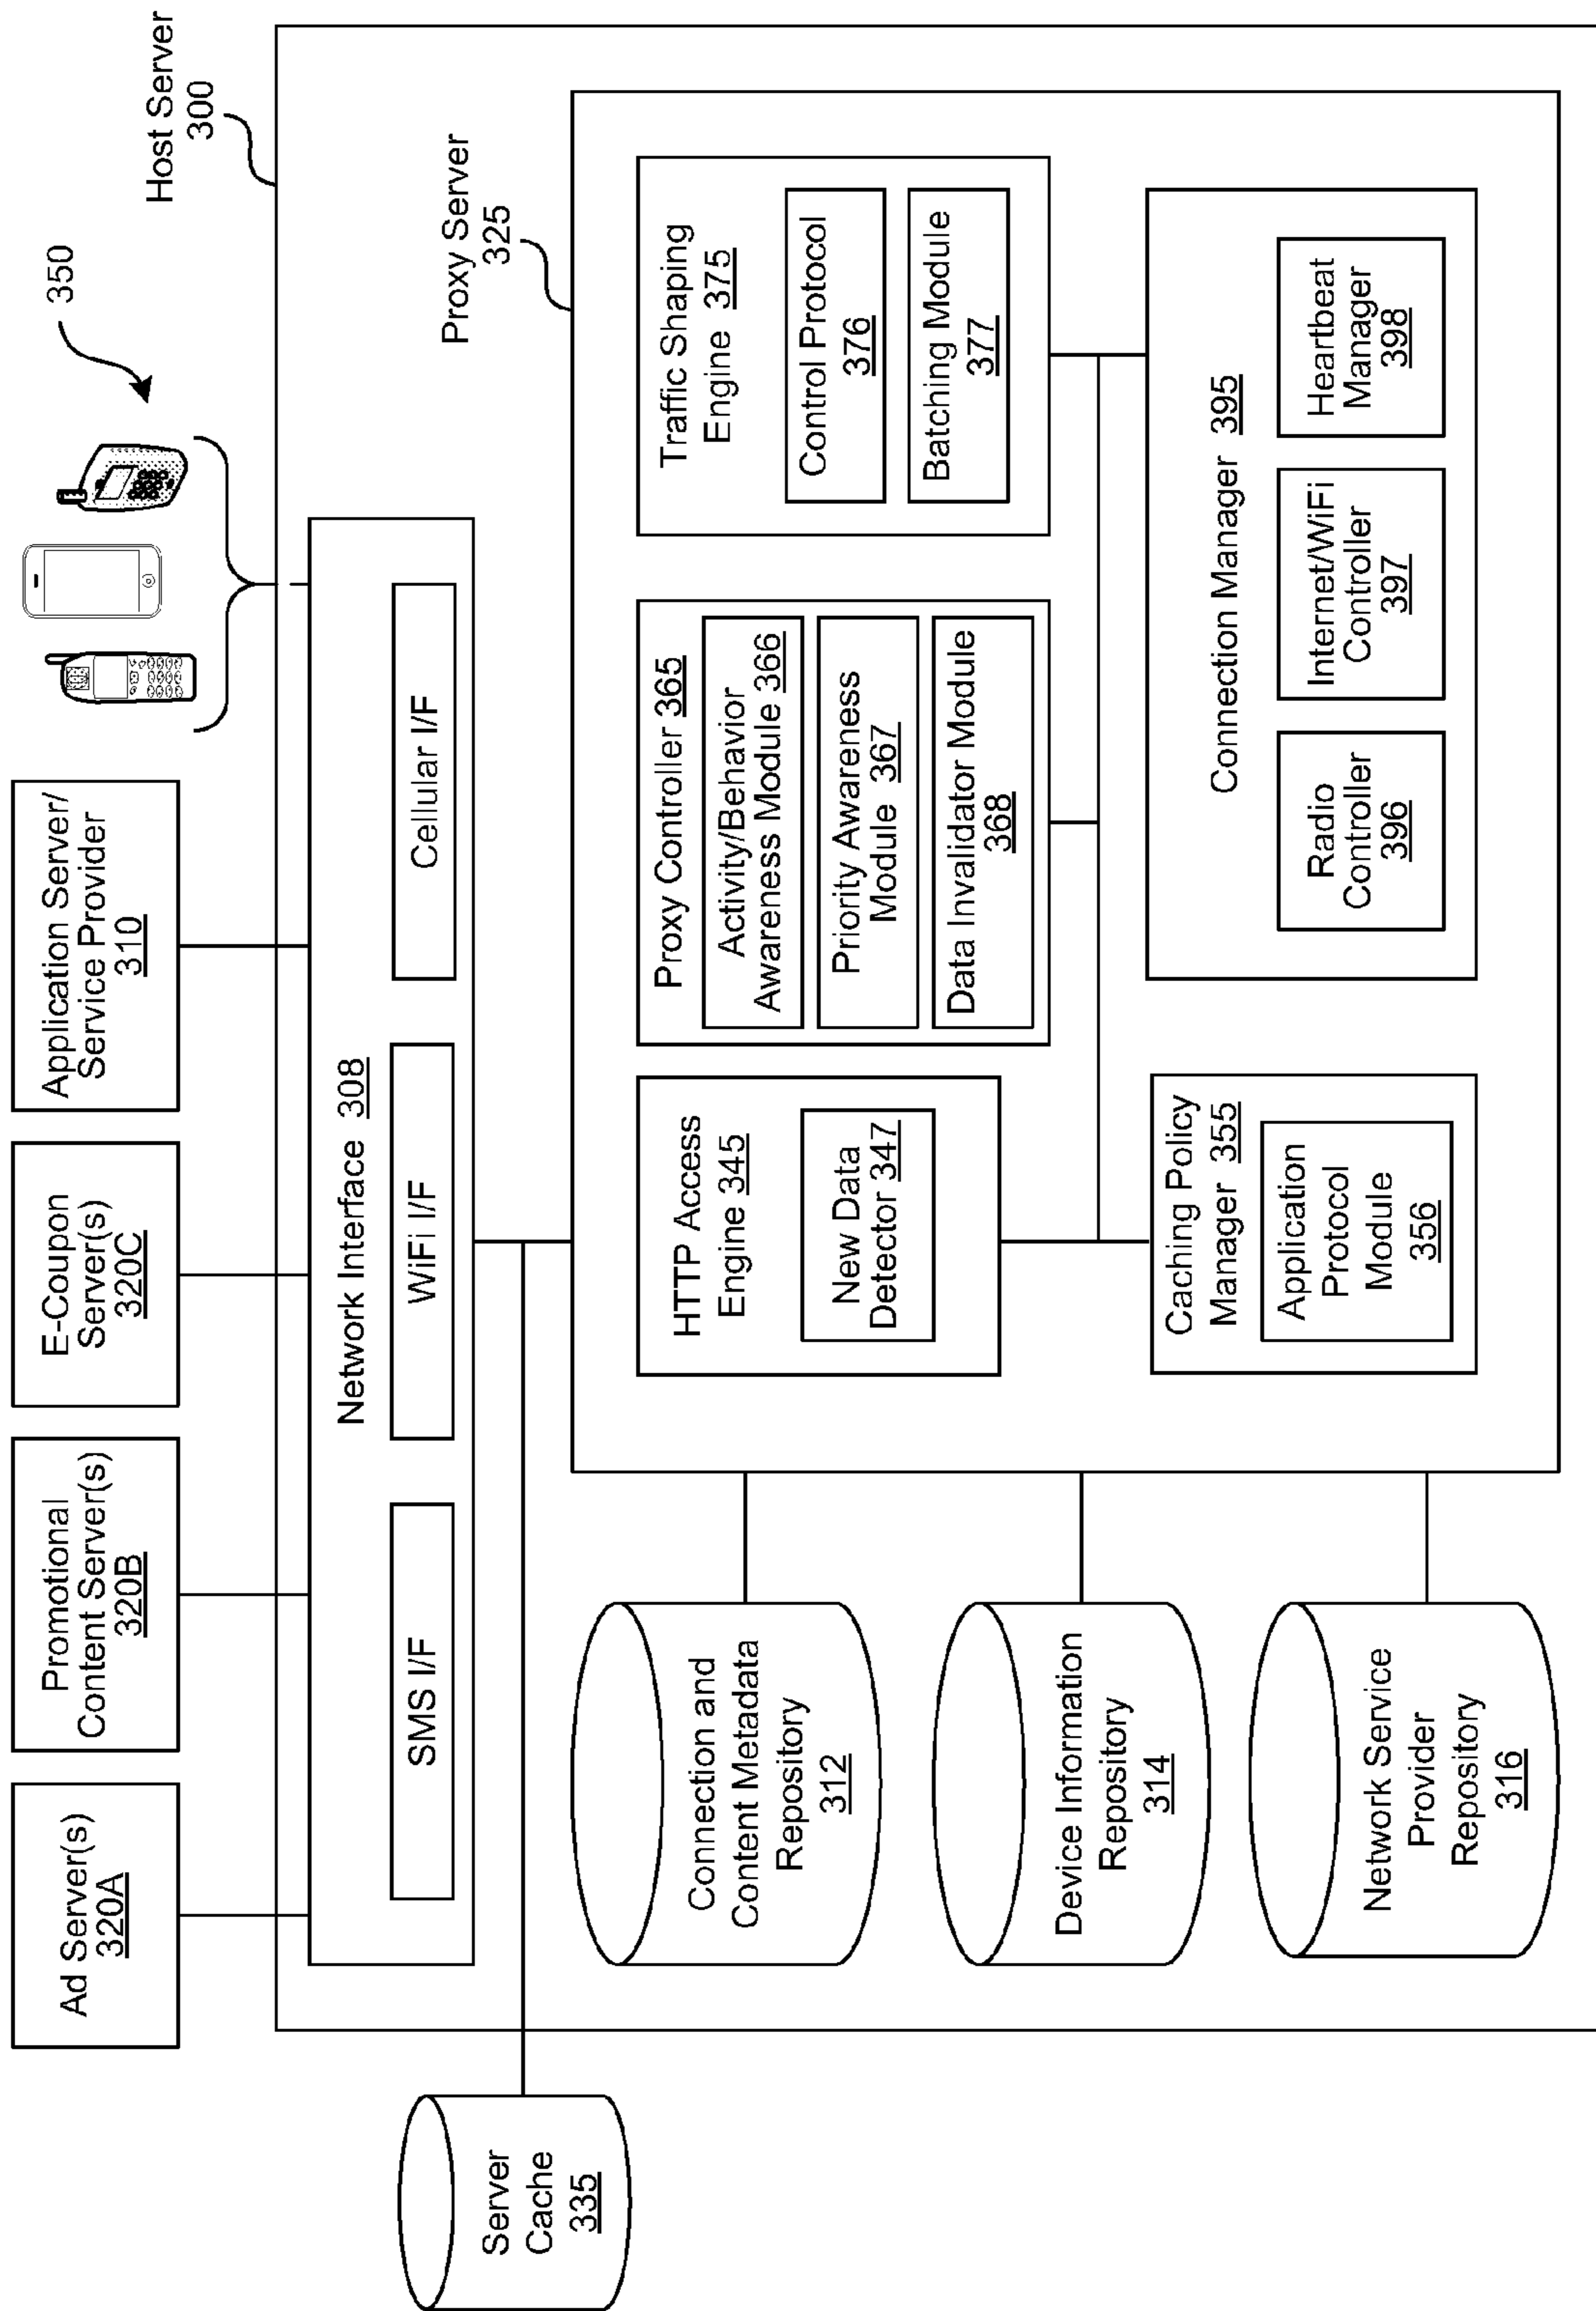 Ad Server(s)
320A
Promotional
Content Server(s)
320B
E-Coupon
Server(s)
320C
Application Server/
Service Provider
310
350
Host Server
300
Network Interface 308
SMS I/F
WiFi I/F
Cellular I/F
Server
Cache
335
Proxy Server
325
Connection and
Content Metadata
Repository
312
Device Information
Repository
314
Network Service
Provider
Repository
316
HTTP Access
Engine 345
New Data
Detector 347
Proxy Controller 365
Activity/Behavior
Awareness Module 366
Priority Awareness
Module 367
Data Invalidator Module
368
Traffic Shaping
Engine 375
Control Protocol
376
Batching Module
377
Caching Policy
Manager 355
Application
Protocol
Module
356
Connection Manager 395
Radio
Controller
396
Internet/WiFi
Controller
397
Heartbeat
Manager
398